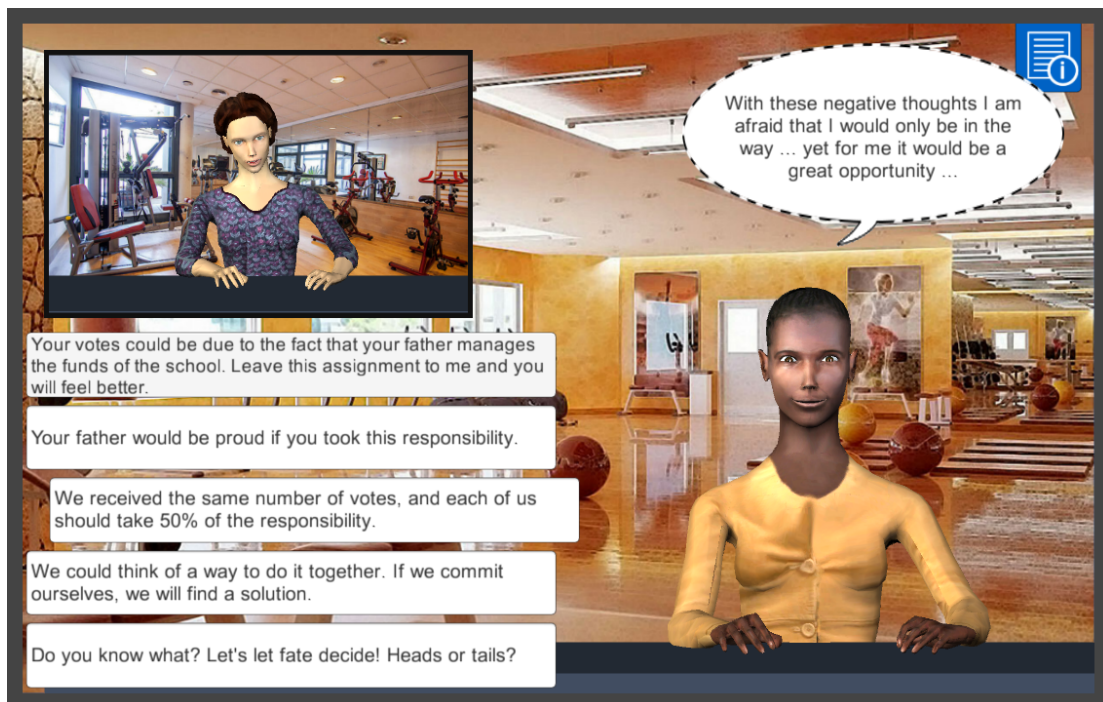 With these negative thoughts I am
afraid that I would only be in the
way ... yet for me it would be a
great opportunity ...
Your votes could be due to the fact that your father manages
the funds of the school. Leave this assignment to me and you
will feel better.
Your father would be proud if you took this responsibility.
We received the same number of votes, and each of us
should take 50% of the responsibility.
We could think of a way to do it together. If we commit
ourselves, we will find a solution.
Do you know what? Let's let fate decide! Heads or tails?